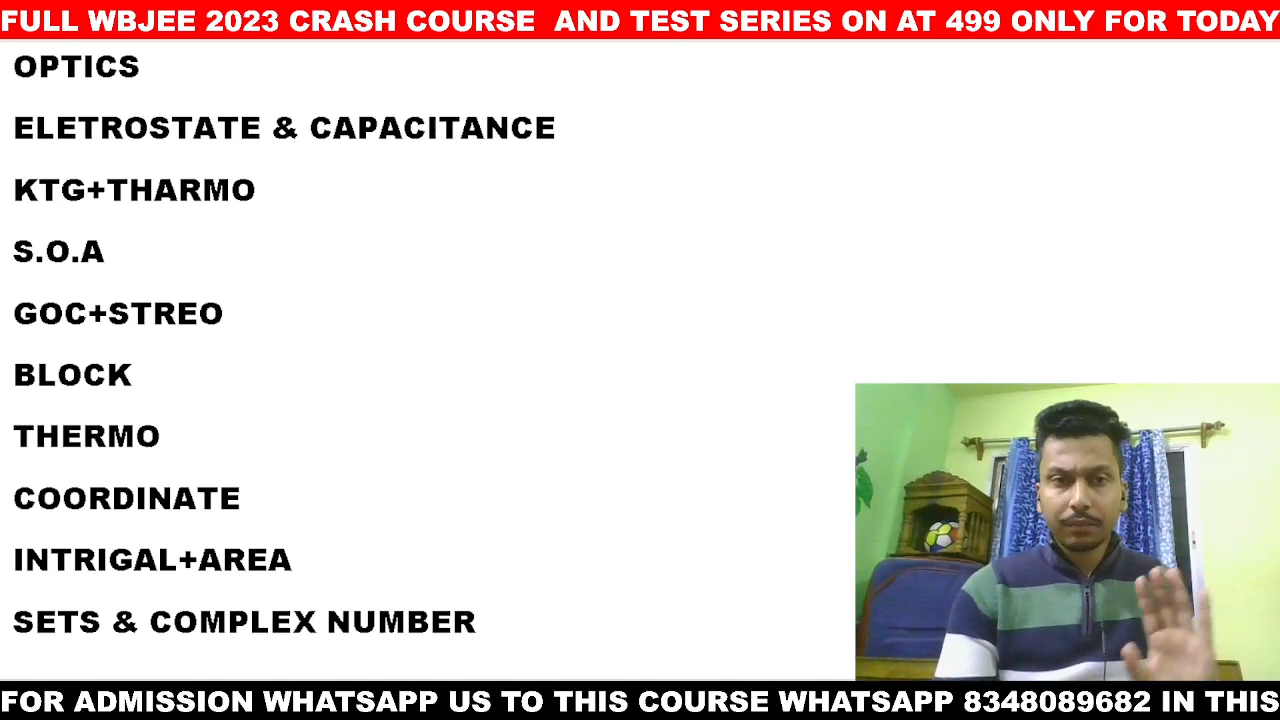 FULL WBJEE 2023 CRASH COURSE  AND TEST SERIES ON AT 499 ONLY FOR TODAY
OPTICS
ELETROSTATE & CAPACITANCE
KTG+THARMO
S.O.A
GOC+STREO
BLOCK
THERMO
COORDINATE
INTRIGAL+AREA
SETS & COMPLEX NUMBER
FOR ADMISSION WHATSAPP US TO THIS COURSE WHATSAPP 8348089682 IN THIS